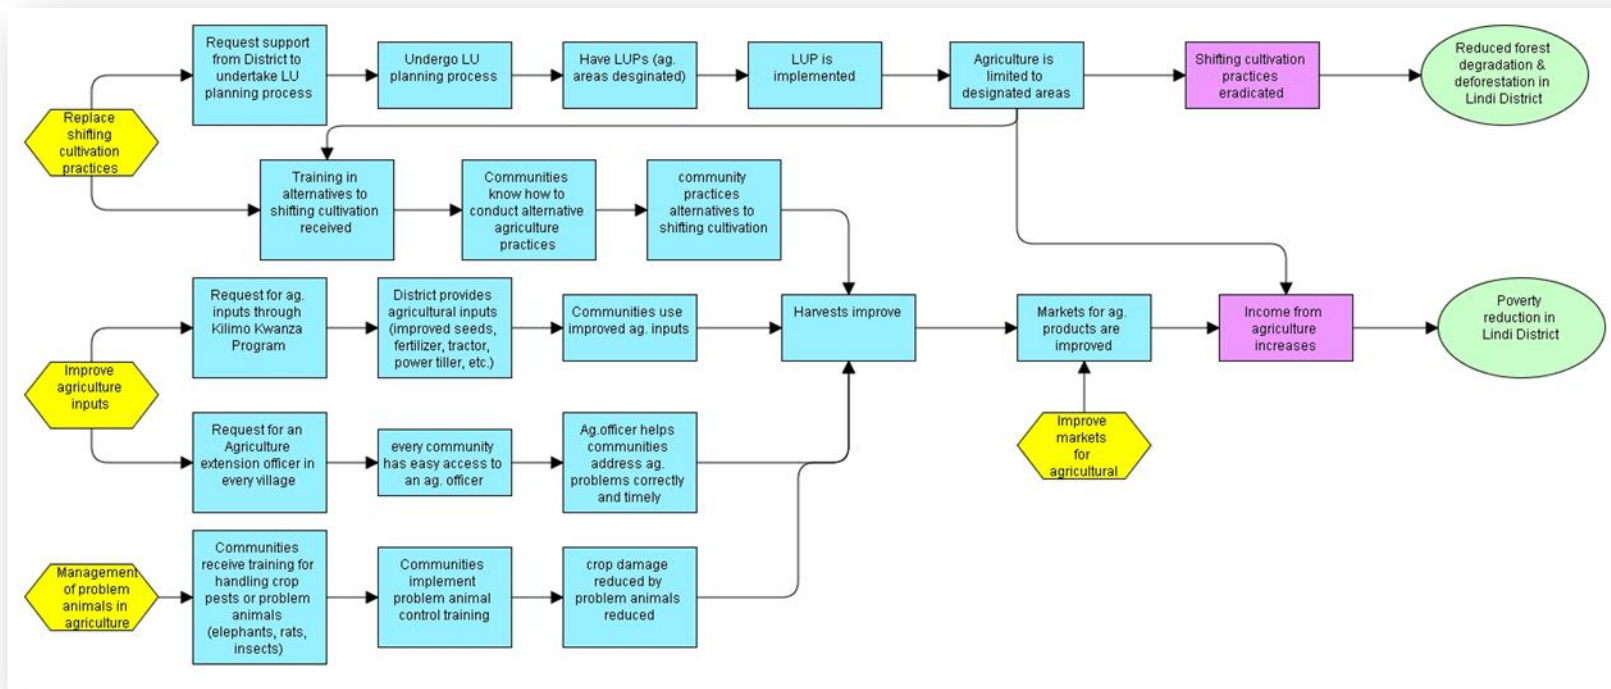 Request support
from District to
undertake LU
planning process
Undergo LU
planning process
Have LUPs (ag.
areas desginated)
LUP is
implemented
Agriculture is
limited to
designated areas
Shifting cultivation
practices
eradicated
Reduced forest
degradation &
deforestation in
Lindi District
Replace
shifting
cultivation
practices
Training in
alternatives to
shifting cultivation
received
Communities
know how to
conduct alternative
agriculture
practices
community
practices
alternatives to
shifting cultivation
Request for ag.
inputs through
Kilimo Kwanza
Program
District provides
agricultural inputs
(improved seeds,
fertilizer, tractor,
power tiller, etc.)
Communities use
improved ag. inputs
Harvests improve
Markets for ag.
products are
improved
Income from
agriculture
increases
Poverty
reduction in
Lindi District
Improve
agriculture
inputs
Request for an
Agriculture
extension officer in
every village
every community
has easy access to
an ag. officer
Ag.officer helps
communities
address ag.
problems correctly
and timely
Improve
markets
for
agricultural
Management
of problem
animals in
agriculture
Communities
receive training for
handling crop
pests or problem
animals
(elephants, rats,
insects)
Communities
implement
problem animal
control training
crop damage
reduced by
problem animals
reduced